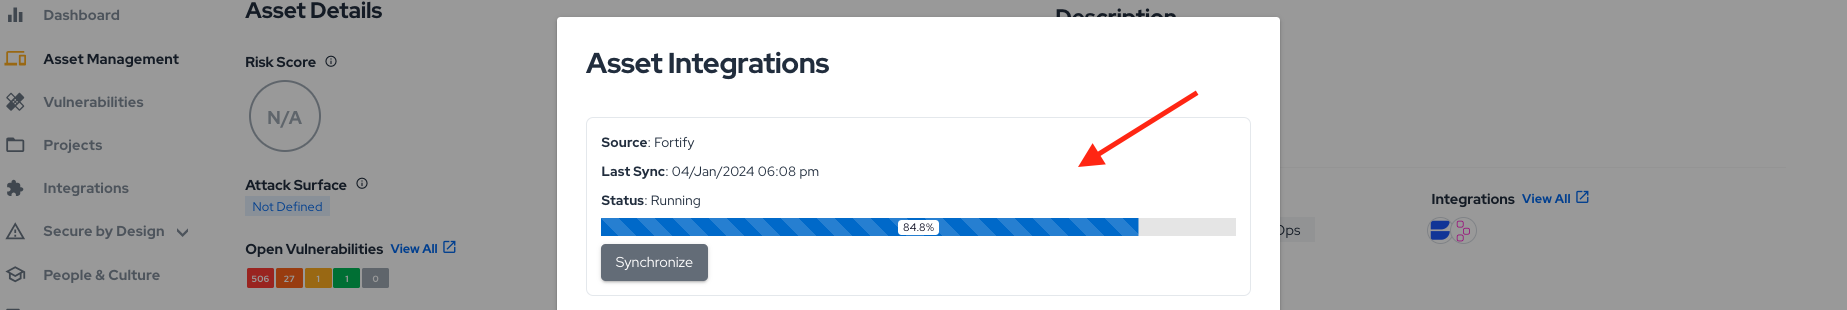 Dashboard
Asset Management
Vulnerabilities
Projects
Integrations
Secure by Design
People & Culture
Asset Details
Risk Score
N/A
Attack Surface
Not Defined
Open Vulnerabilities View All
506 27 1 1 0
Asset Integrations
Source: Fortify
Last Sync: 04/Jan/2024 06:08 pm
Status: Running
84.8%
Synchronize
Description
Ops
Integrations View All